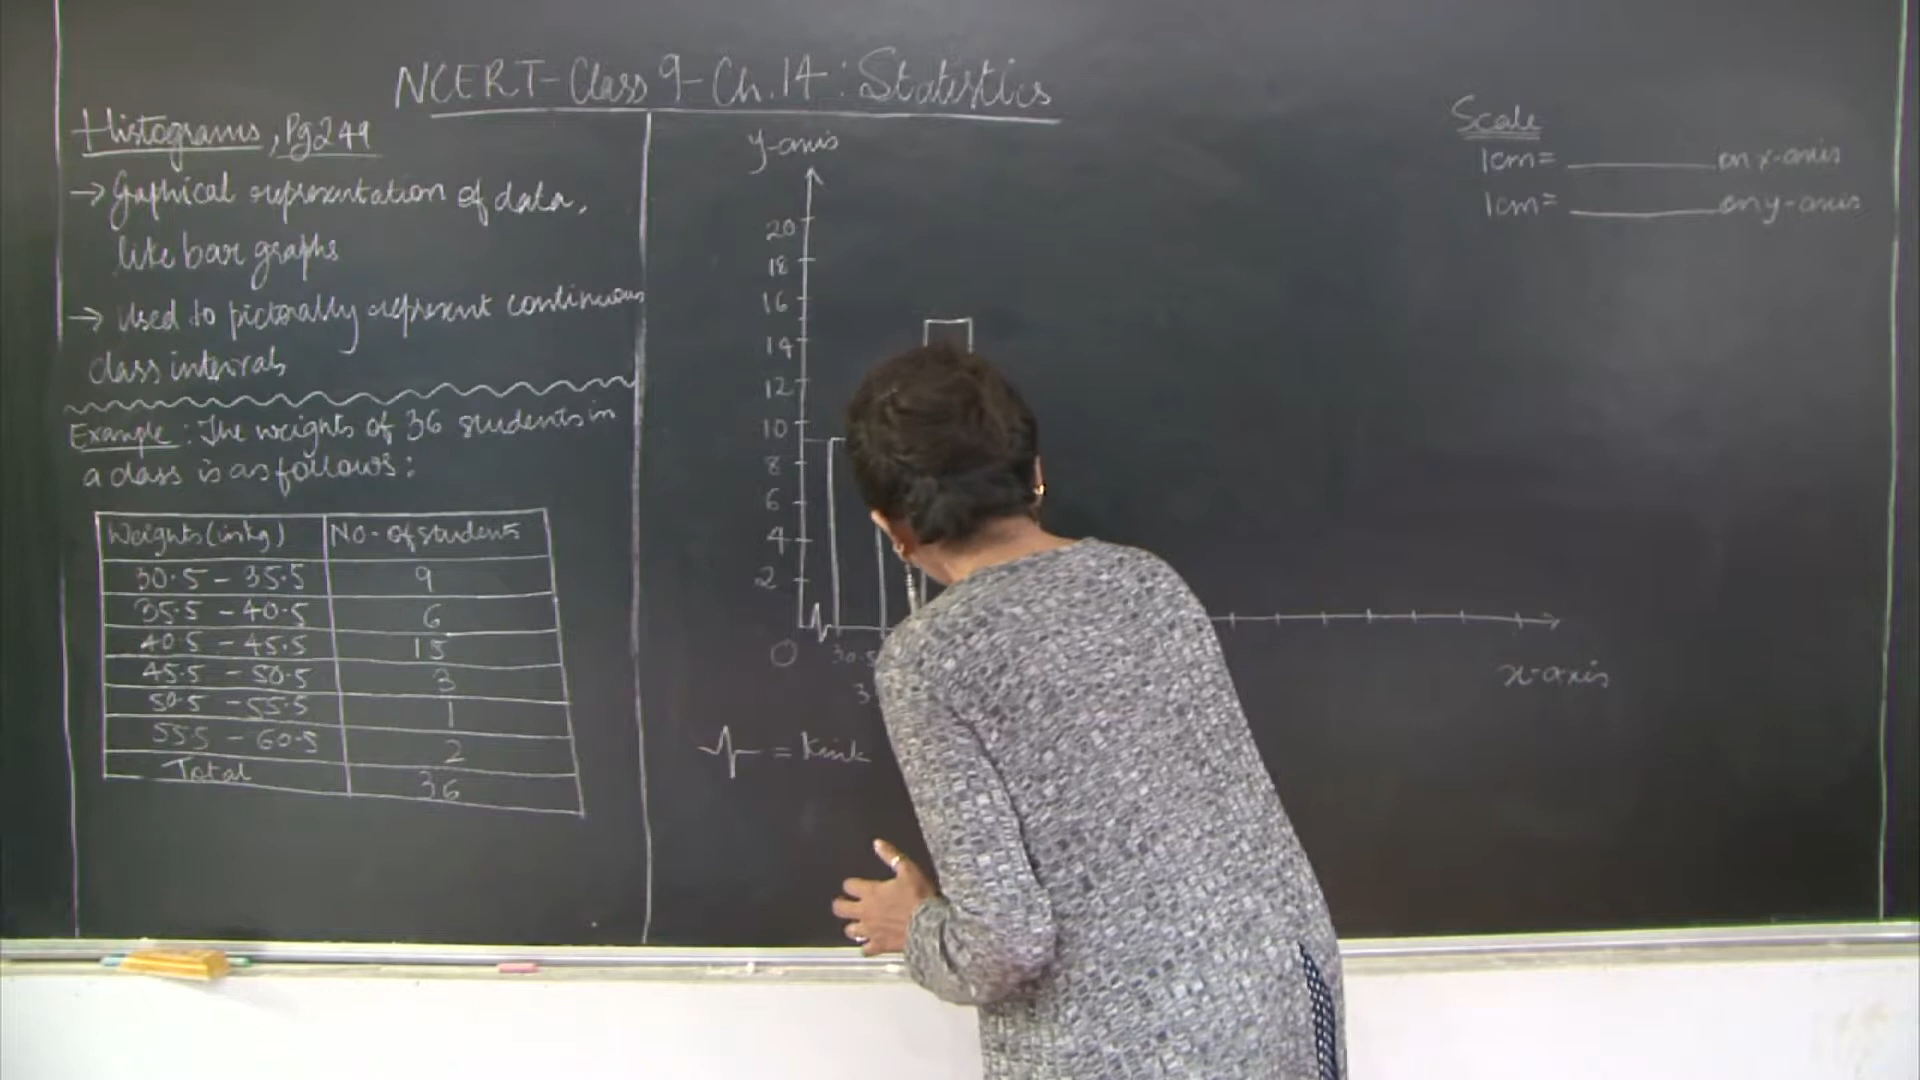 NCERT-Class 9-Ch.14: Statistics
Histograms, Pg249
→ Graphical representation of data,
like bar graphs
→ Used to pictorally represent continuous
class intervals
Example: The weights of 36 students in
a class is as follows:
Weights (in kg) No. of students
30.5 - 35.5 9
35.5 - 40.5 6
40.5 - 45.5 15
45.5 - 50.5 3
50.5 - 55.5 1
55.5 - 60.5 2
Total 36
y-axis
20
18
16
14
12
10
8
6
4
2
O
30.5
x-axis
= Kink
Scale
1cm= on x-axis
1cm= on y-axis